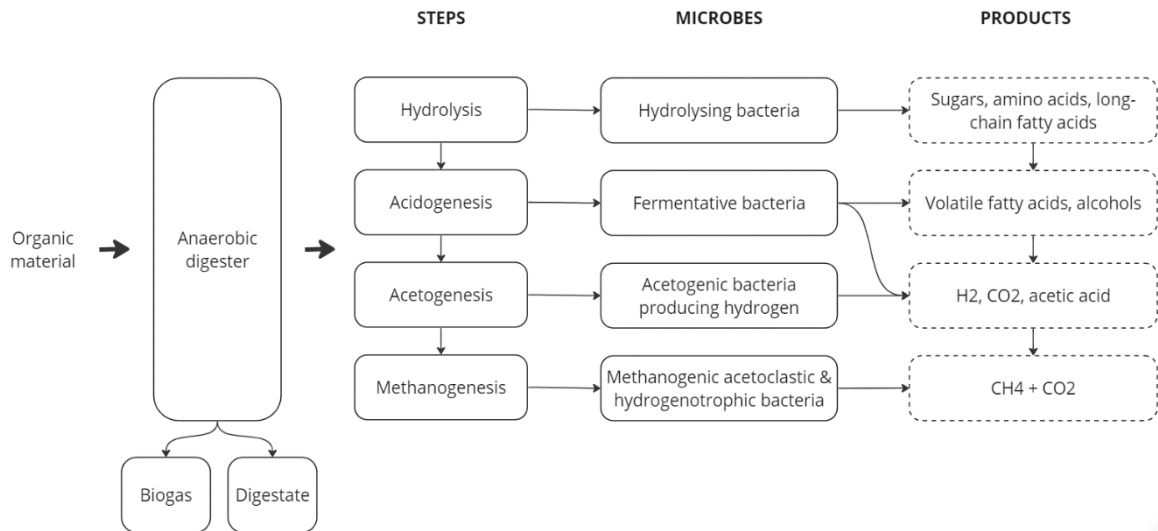 STEPS
MICROBES
PRODUCTS
Organic
material
Anaerobic
digester
Biogas
Digestate
Hydrolysis
Hydrolysing bacteria
Sugars, amino acids, long-
chain fatty acids
Acidogenesis
Fermentative bacteria
Volatile fatty acids, alcohols
Acetogenesis
Acetogenic bacteria
producing hydrogen
H2, CO2, acetic acid
Methanogenesis
Methanogenic acetoclastic &
hydrogenotrophic bacteria
CH4 + CO2